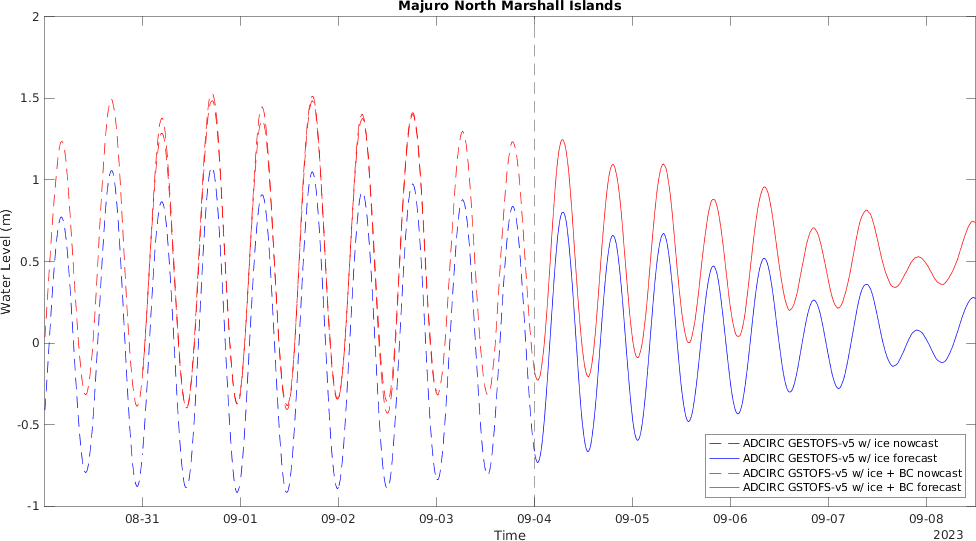 Majuro North Marshall Islands
2
1.5
1
0.5
0
-0.5
-1
Water Level (m)
08-31
09-01
09-02
09-03
09-04
09-05
09-06
09-07
09-08
Time
2023
ADCIRC GESTOFS-v5 w/ ice nowcast
ADCIRC GESTOFS-v5 w/ ice forecast
ADCIRC GSTOFS-v5 w/ ice + BC nowcast
ADCIRC GSTOFS-v5 w/ ice + BC forecast